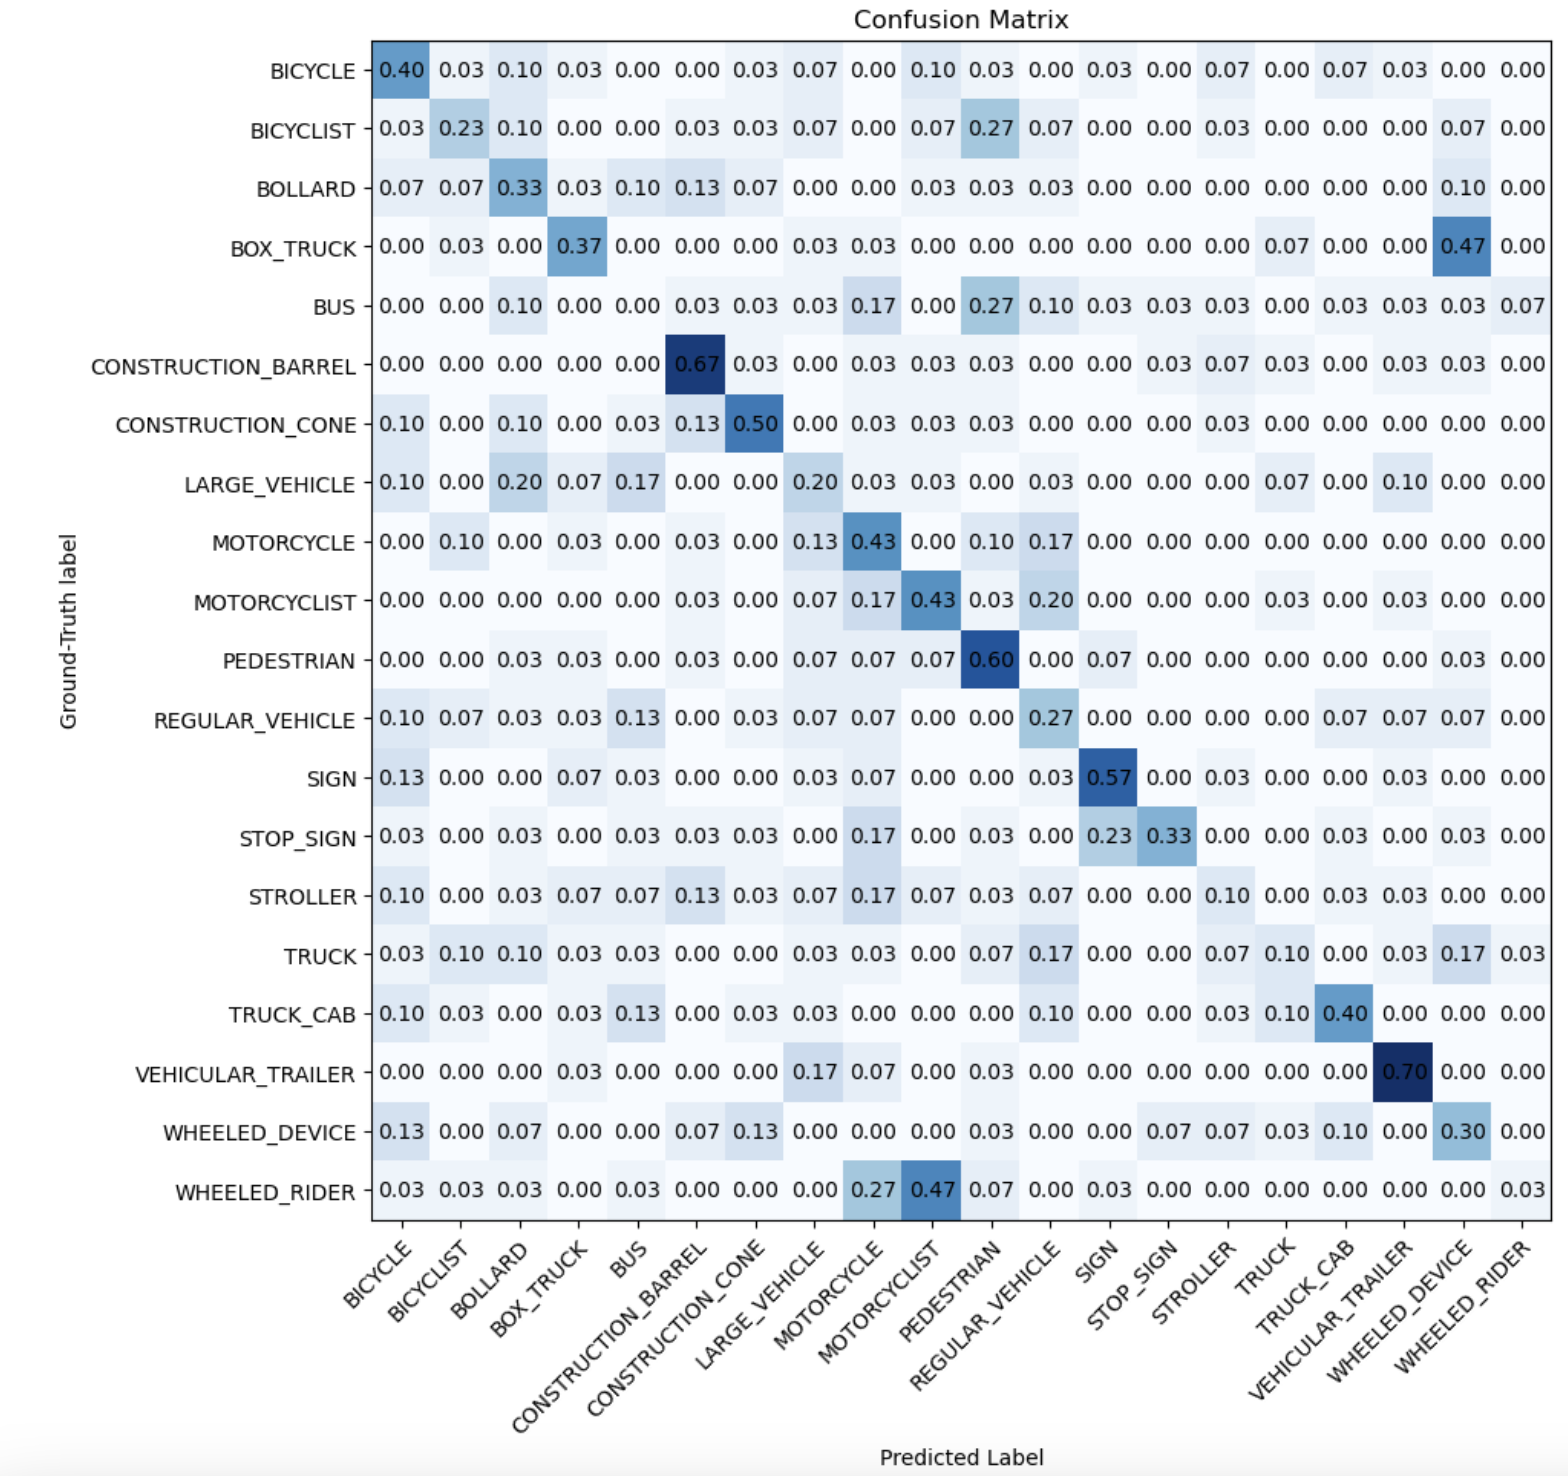 Confusion Matrix
BICYCLE 0.40 0.03 0.10 0.03 0.00 0.00 0.03 0.07 0.00 0.10 0.03 0.00 0.03 0.00 0.07 0.00 0.07 0.03 0.00 0.00
BICYCLIST 0.03 0.23 0.10 0.00 0.00 0.03 0.03 0.07 0.00 0.07 0.27 0.07 0.00 0.00 0.03 0.00 0.00 0.00 0.07 0.00
BOLLARD 0.07 0.07 0.33 0.03 0.10 0.13 0.07 0.00 0.00 0.03 0.03 0.03 0.00 0.00 0.00 0.00 0.00 0.00 0.10 0.00
BOX_TRUCK 0.00 0.03 0.00 0.37 0.00 0.00 0.00 0.03 0.03 0.00 0.00 0.00 0.00 0.00 0.00 0.07 0.00 0.00 0.47 0.00
BUS 0.00 0.00 0.10 0.00 0.00 0.03 0.03 0.03 0.17 0.00 0.27 0.10 0.03 0.03 0.03 0.00 0.03 0.03 0.03 0.07
CONSTRUCTION_BARREL 0.00 0.00 0.00 0.00 0.00 0.67 0.03 0.00 0.03 0.03 0.03 0.00 0.00 0.03 0.07 0.03 0.00 0.03 0.03 0.00
CONSTRUCTION_CONE 0.10 0.00 0.10 0.00 0.03 0.13 0.50 0.00 0.03 0.03 0.03 0.00 0.00 0.00 0.03 0.00 0.00 0.00 0.00 0.00
LARGE_VEHICLE 0.10 0.00 0.20 0.07 0.17 0.00 0.00 0.20 0.03 0.03 0.00 0.03 0.00 0.00 0.00 0.07 0.00 0.10 0.00 0.00
MOTORCYCLE 0.00 0.10 0.00 0.03 0.00 0.03 0.00 0.13 0.43 0.00 0.10 0.17 0.00 0.00 0.00 0.00 0.00 0.00 0.00 0.00
MOTORCYCLIST 0.00 0.00 0.00 0.00 0.00 0.03 0.00 0.07 0.17 0.43 0.03 0.20 0.00 0.00 0.00 0.03 0.00 0.03 0.00 0.00
PEDESTRIAN 0.00 0.00 0.03 0.03 0.00 0.03 0.00 0.07 0.07 0.07 0.60 0.00 0.07 0.00 0.00 0.00 0.00 0.00 0.03 0.00
REGULAR_VEHICLE 0.10 0.07 0.03 0.03 0.13 0.00 0.03 0.07 0.07 0.00 0.00 0.27 0.00 0.00 0.00 0.00 0.07 0.07 0.07 0.00
SIGN 0.13 0.00 0.00 0.07 0.03 0.00 0.00 0.03 0.07 0.00 0.00 0.03 0.57 0.00 0.03 0.00 0.00 0.03 0.00 0.00
STOP_SIGN 0.03 0.00 0.03 0.00 0.03 0.03 0.03 0.00 0.17 0.00 0.03 0.00 0.23 0.33 0.00 0.00 0.03 0.00 0.03 0.00
STROLLER 0.10 0.00 0.03 0.07 0.07 0.13 0.03 0.07 0.17 0.07 0.03 0.07 0.00 0.00 0.10 0.00 0.03 0.03 0.00 0.00
TRUCK 0.03 0.10 0.10 0.03 0.03 0.00 0.00 0.03 0.03 0.00 0.07 0.17 0.00 0.00 0.07 0.10 0.00 0.03 0.17 0.03
TRUCK_CAB 0.10 0.03 0.00 0.03 0.13 0.00 0.03 0.03 0.00 0.00 0.00 0.10 0.00 0.00 0.03 0.10 0.40 0.00 0.00 0.00
VEHICULAR_TRAILER 0.00 0.00 0.00 0.03 0.00 0.00 0.00 0.17 0.07 0.00 0.03 0.00 0.00 0.00 0.00 0.00 0.00 0.70 0.00 0.00
WHEELED_DEVICE 0.13 0.00 0.07 0.00 0.00 0.07 0.13 0.00 0.00 0.00 0.03 0.00 0.00 0.07 0.07 0.03 0.10 0.00 0.30 0.00
WHEELED_RIDER 0.03 0.03 0.03 0.00 0.03 0.00 0.00 0.00 0.27 0.47 0.07 0.00 0.03 0.00 0.00 0.00 0.00 0.00 0.00 0.03
Ground-Truth label
BICYCLE
BICYCLIST
BOLLARD
BOX_TRUCK
BUS
CONSTRUCTION_BARREL
CONSTRUCTION_CONE
LARGE_VEHICLE
MOTORCYCLE
MOTORCYCLIST
PEDESTRIAN
REGULAR_VEHICLE
SIGN
STOP_SIGN
STROLLER
TRUCK
TRUCK_CAB
VEHICULAR_TRAILER
WHEELED_DEVICE
WHEELED_RIDER
Predicted Label